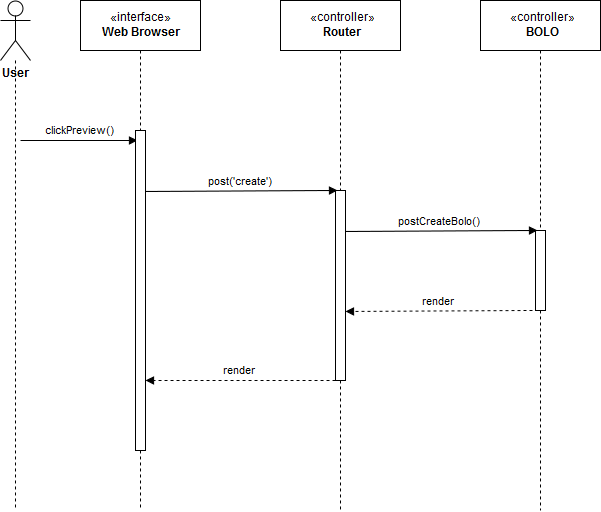 «interface»
Web Browser
«controller»
Router
«controller»
BOLO
User
clickPreview()
post('create')
postCreateBolo()
render
render